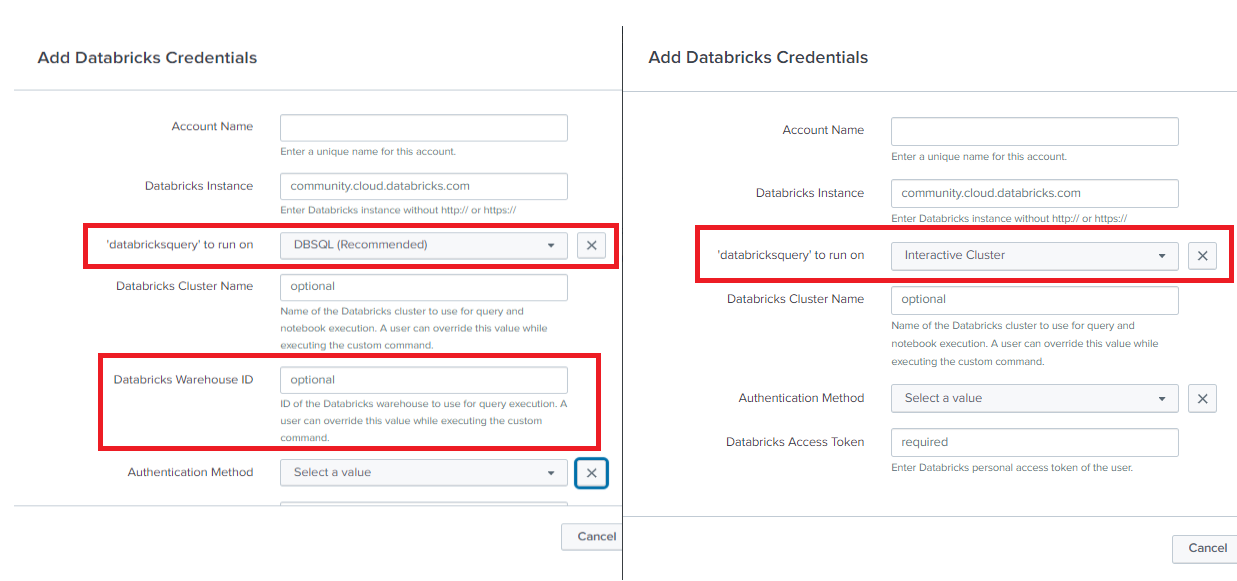 Add Databricks Credentials
Account Name
Enter a unique name for this account.
Databricks Instance
community.cloud.databricks.com
Enter Databricks instance without http:// or https://
'databricksquery' to run on
DBSQL (Recommended)
Databricks Cluster Name
optional
Name of the Databricks cluster to use for query and
notebook execution. A user can override this value while
executing the custom command.
Databricks Warehouse ID
optional
ID of the Databricks warehouse to use for query execution. A
user can override this value while executing the custom
command.
Authentication Method
Select a value
Cancel
Add Databricks Credentials
Account Name
Enter a unique name for this account.
Databricks Instance
community.cloud.databricks.com
Enter Databricks instance without http:// or https://
'databricksquery' to run on
Interactive Cluster
Databricks Cluster Name
optional
Name of the Databricks cluster to use for query and
notebook execution. A user can override this value while
executing the custom command.
Authentication Method
Select a value
Databricks Access Token
required
Enter Databricks personal access token of the user.
Cancel